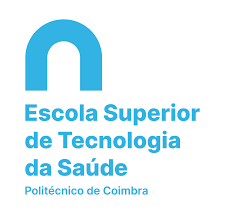 Escola Superior
de Tecnologia
da Saúde
Politécnico de Coimbra